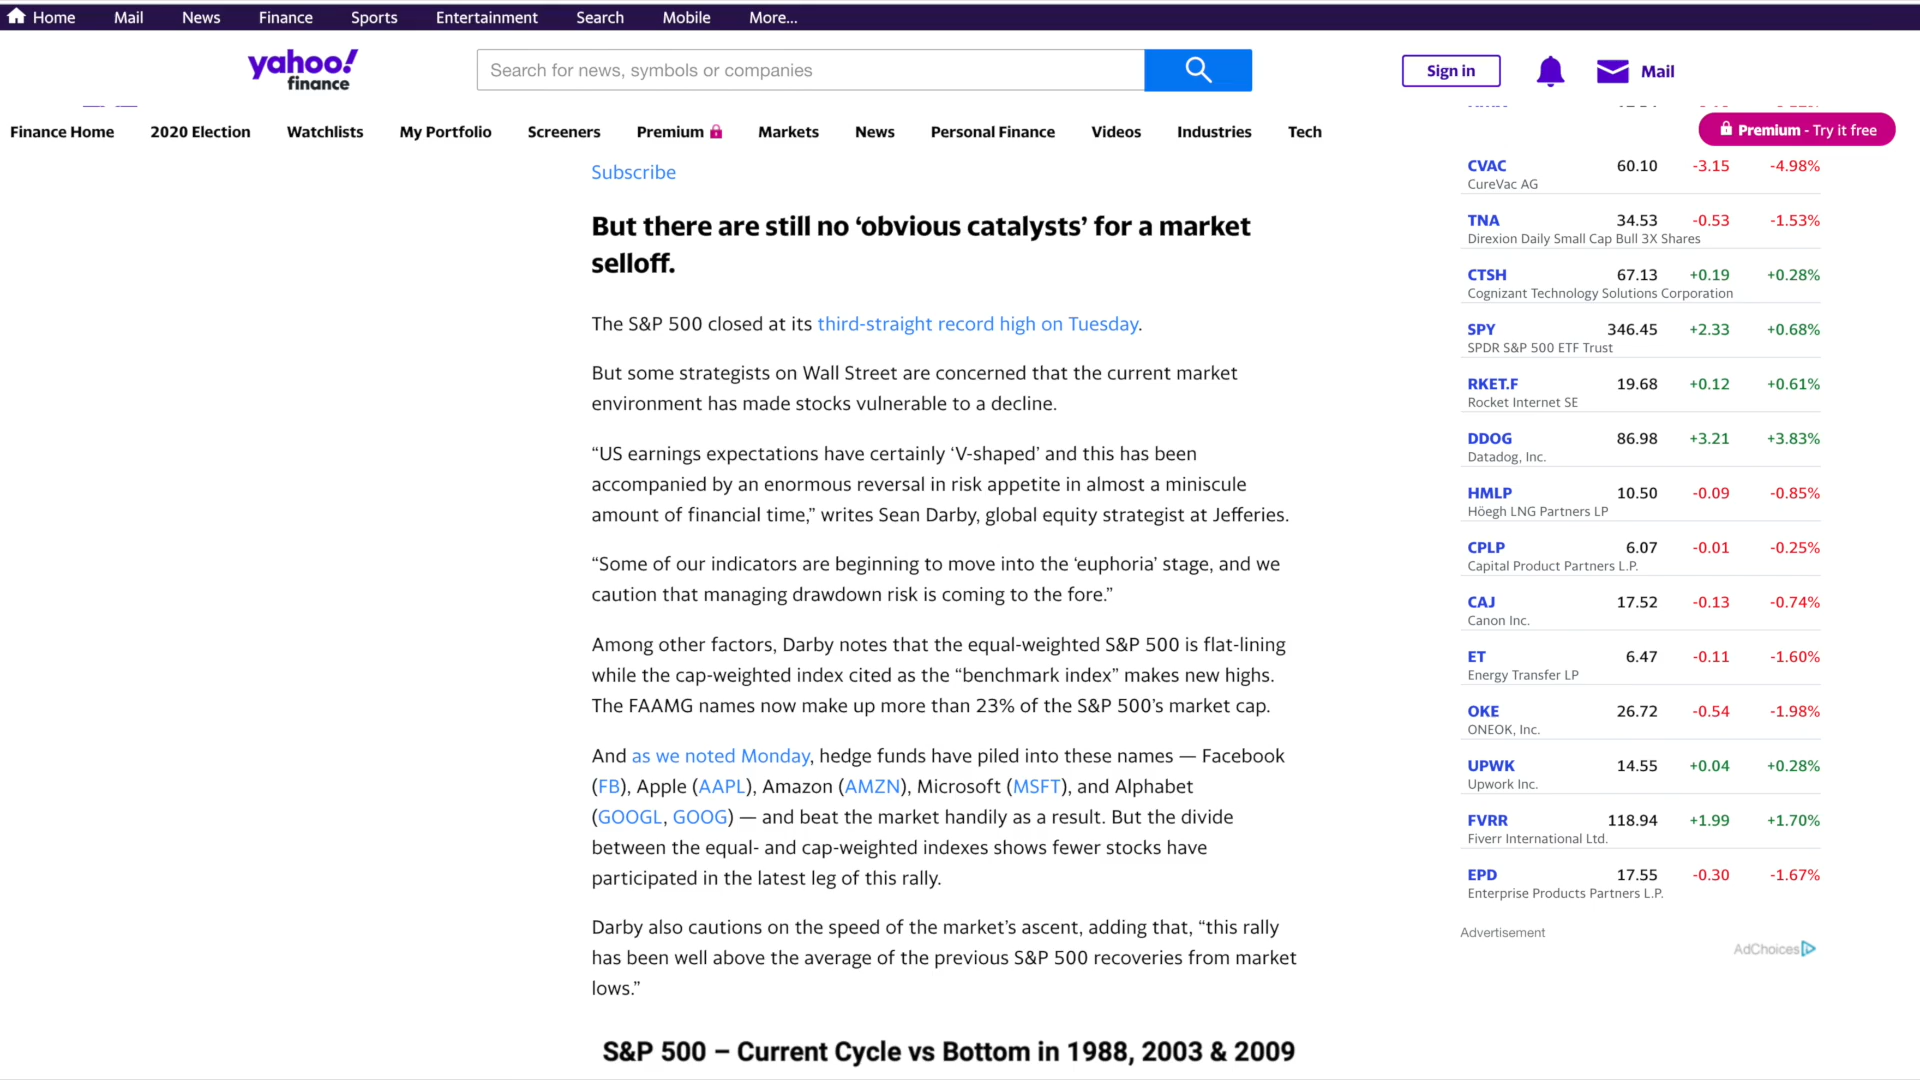 Home Mail News Finance Sports Entertainment Search Mobile More...
yahoo!
finance
Search for news, symbols or companies
Sign in
Mail
Finance Home 2020 Election Watchlists My Portfolio Screeners Premium Markets News Personal Finance Videos Industries Tech
Premium - Try it free
Subscribe
But there are still no ‘obvious catalysts’ for a market
selloff.
The S&P 500 closed at its third-straight record high on Tuesday.
But some strategists on Wall Street are concerned that the current market
environment has made stocks vulnerable to a decline.
“US earnings expectations have certainly ‘V-shaped’ and this has been
accompanied by an enormous reversal in risk appetite in almost a miniscule
amount of financial time,” writes Sean Darby, global equity strategist at Jefferies.
“Some of our indicators are beginning to move into the ‘euphoria’ stage, and we
caution that managing drawdown risk is coming to the fore.”
Among other factors, Darby notes that the equal-weighted S&P 500 is flat-lining
while the cap-weighted index cited as the “benchmark index” makes new highs.
The FAAMG names now make up more than 23% of the S&P 500’s market cap.
And as we noted Monday, hedge funds have piled into these names — Facebook
(FB), Apple (AAPL), Amazon (AMZN), Microsoft (MSFT), and Alphabet
(GOOGL, GOOG) — and beat the market handily as a result. But the divide
between the equal- and cap-weighted indexes shows fewer stocks have
participated in the latest leg of this rally.
Darby also cautions on the speed of the market’s ascent, adding that, “this rally
has been well above the average of the previous S&P 500 recoveries from market
lows.”
S&P 500 – Current Cycle vs Bottom in 1988, 2003 & 2009
CVAC 60.10 -3.15 -4.98%
CureVac AG
TNA 34.53 -0.53 -1.53%
Direxion Daily Small Cap Bull 3X Shares
CTSH 67.13 +0.19 +0.28%
Cognizant Technology Solutions Corporation
SPY 346.45 +2.33 +0.68%
SPDR S&P 500 ETF Trust
RKET.F 19.68 +0.12 +0.61%
Rocket Internet SE
DDOG 86.98 +3.21 +3.83%
Datadog, Inc.
HMLP 10.50 -0.09 -0.85%
Höegh LNG Partners LP
CPLP 6.07 -0.01 -0.25%
Capital Product Partners L.P.
CAJ 17.52 -0.13 -0.74%
Canon Inc.
ET 6.47 -0.11 -1.60%
Energy Transfer LP
OKE 26.72 -0.54 -1.98%
ONEOK, Inc.
UPWK 14.55 +0.04 +0.28%
Upwork Inc.
FVRR 118.94 +1.99 +1.70%
Fiverr International Ltd.
EPD 17.55 -0.30 -1.67%
Enterprise Products Partners L.P.
Advertisement
AdChoices